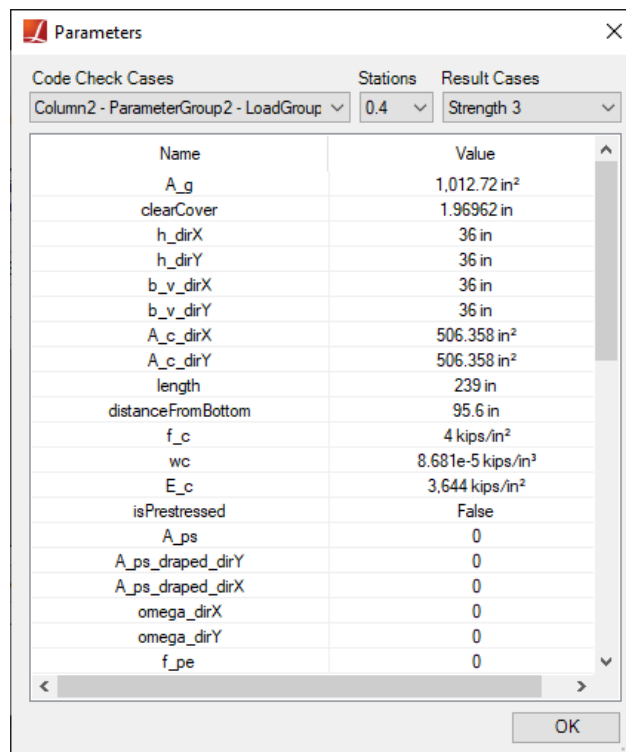 Parameters
Code Check Cases Stations Result Cases
Column2 - ParameterGroup2 - LoadGroup 0.4 Strength 3
Name Value
A_g 1,012.72 in²
clearCover 1.96962 in
h_dirX 36 in
h_dirY 36 in
b_v_dirX 36 in
b_v_dirY 36 in
A_c_dirX 506.358 in²
A_c_dirY 506.358 in²
length 239 in
distanceFromBottom 95.6 in
f_c 4 kips/in²
wc 8.681e-5 kips/in³
E_c 3,644 kips/in²
isPrestressed False
A_ps 0
A_ps_draped_dirY 0
A_ps_draped_dirX 0
omega_dirX 0
omega_dirY 0
f_pe 0
OK